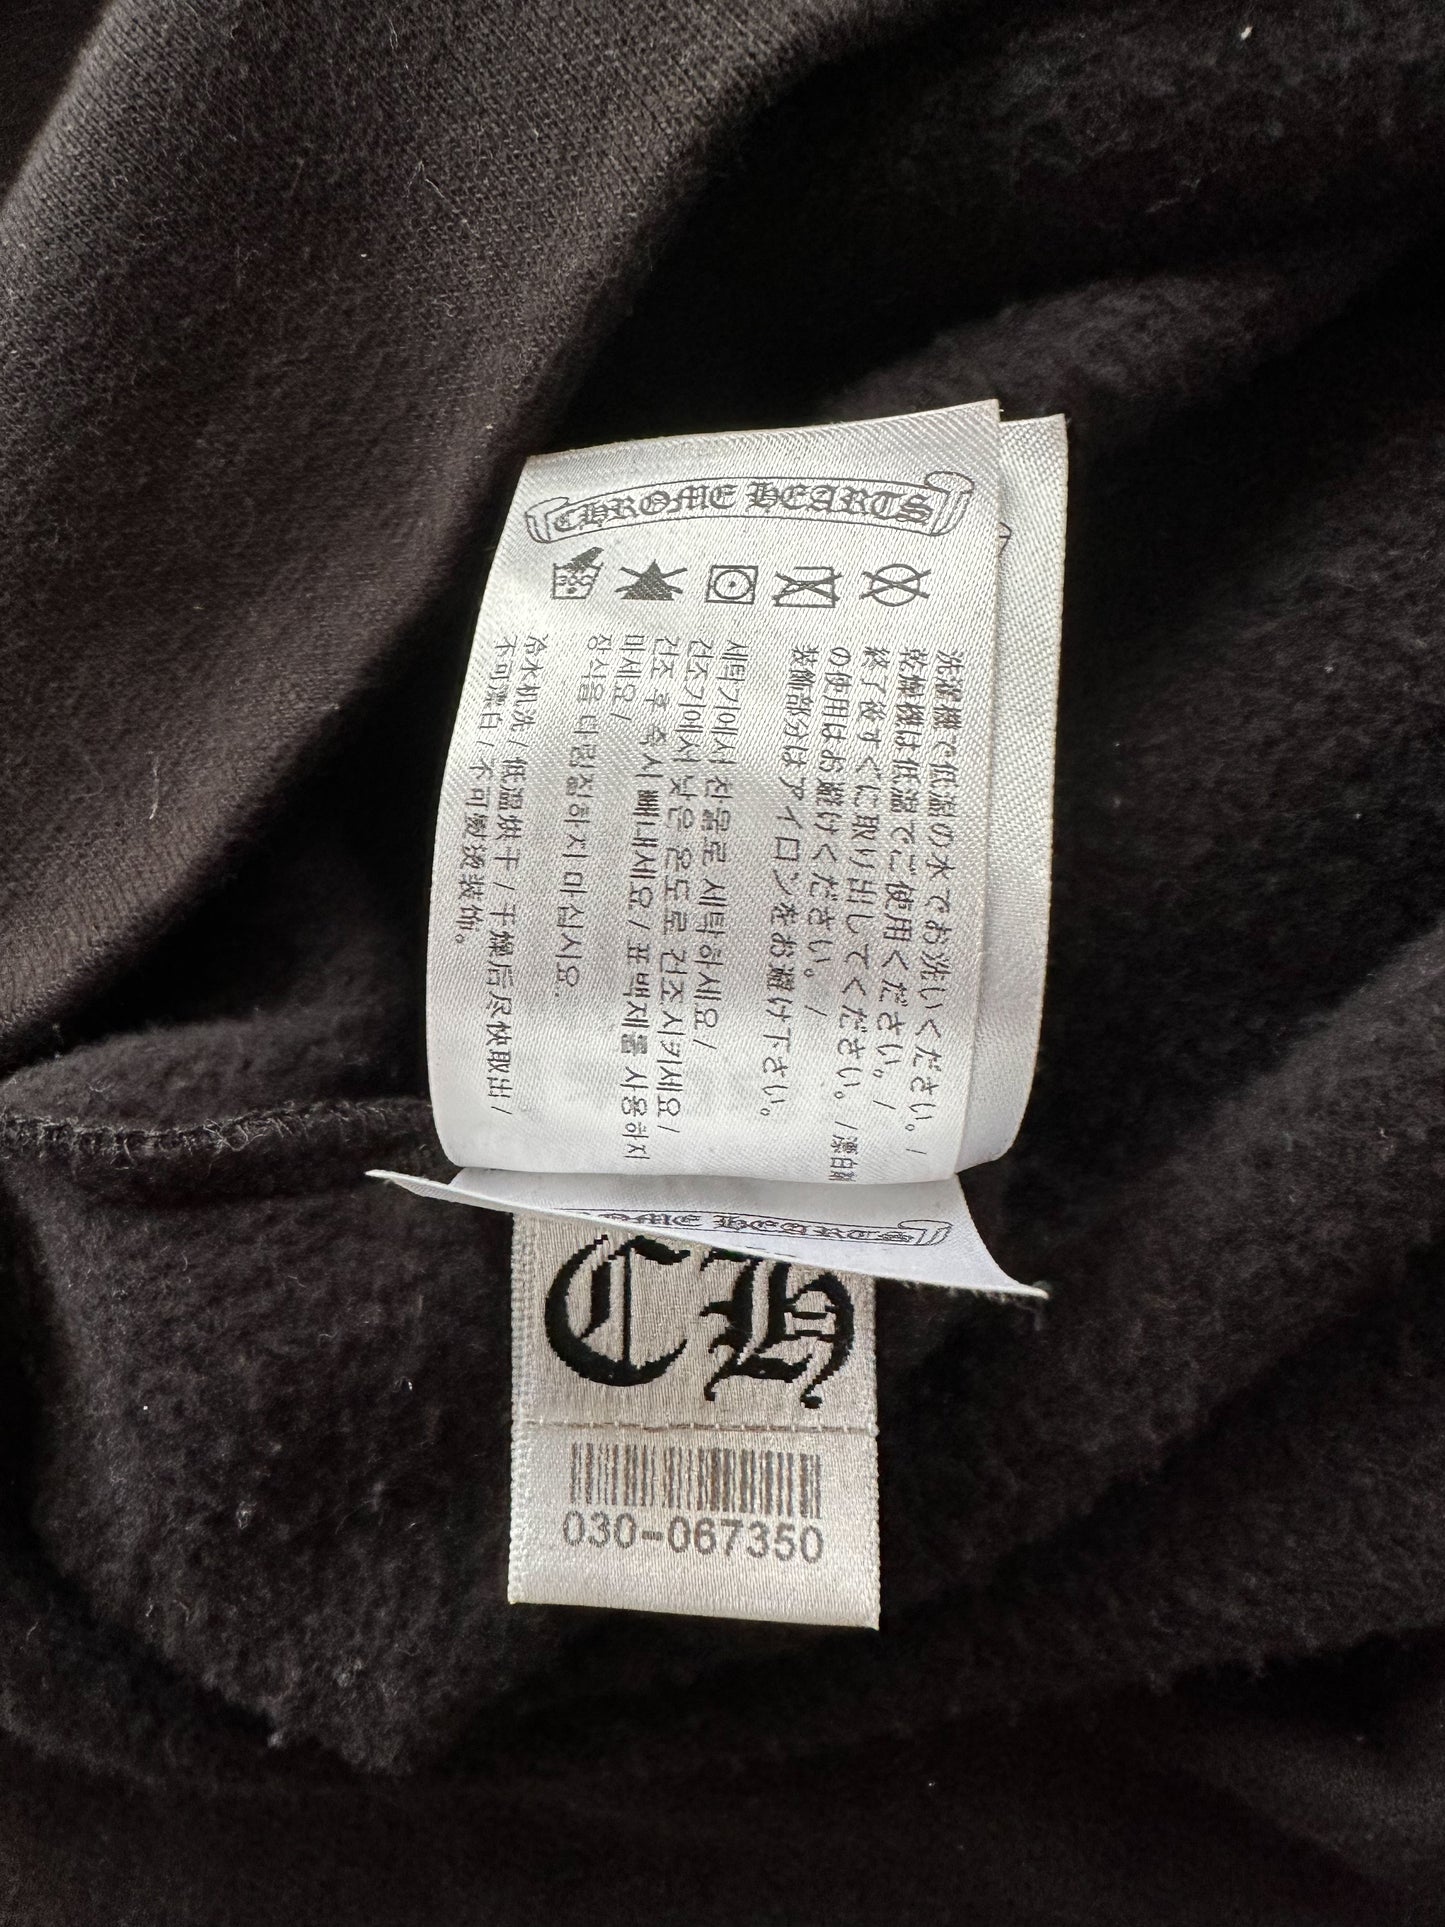 CHROME HEARTS
洗濯機で低温の水でお洗いください。/
乾燥機は低温でご使用ください。/
終了後すぐに取り出してください。/漂白剤
の使用はお避けください。/
装飾部分はアイロンをお避け下さい。
세탁기에서 찬물로 세탁하세요/
건조기에서 낮은 온도로 건조시키세요/
건조 후 즉시 빼내세요/표백제를 사용하지
마세요/
장식을 다림질하지 마십시오.
冷水机洗/低温烘干/干燥后尽快取出/
不可漂白/不可熨烫装饰。
CHROME HEARTS
CH
030-067350